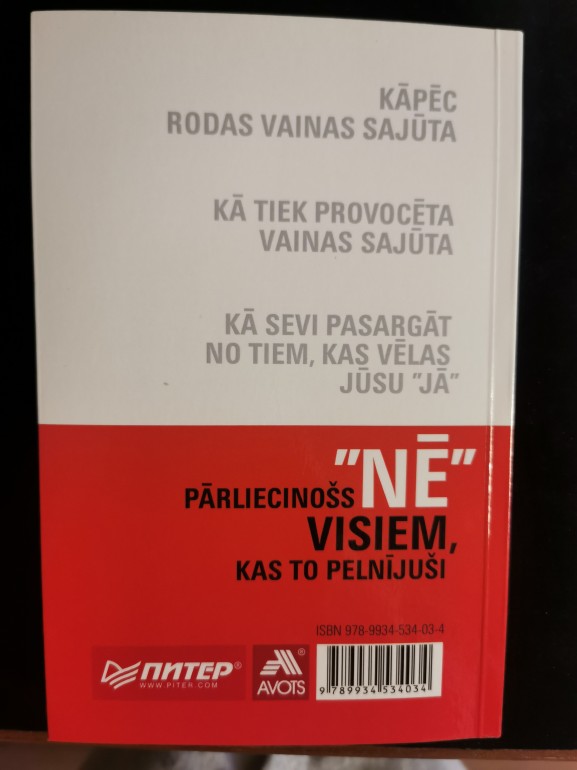 KĀPĒC
RODAS VAINAS SAJŪTA
KĀ TIEK PROVOCĒTA
VAINAS SAJŪTA
KĀ SEVI PASARGĀT
NO TIEM, KAS VĒLAS
JŪSU ”JĀ”
PĀRLIECINOŠS ”NĒ”
VISIEM,
KAS TO PELNĪJUŠI
ISBN 978-9934-534-03-4
ПИТЕР®
WWW.PITER.COM
®
AVOTS
9 789934 534034